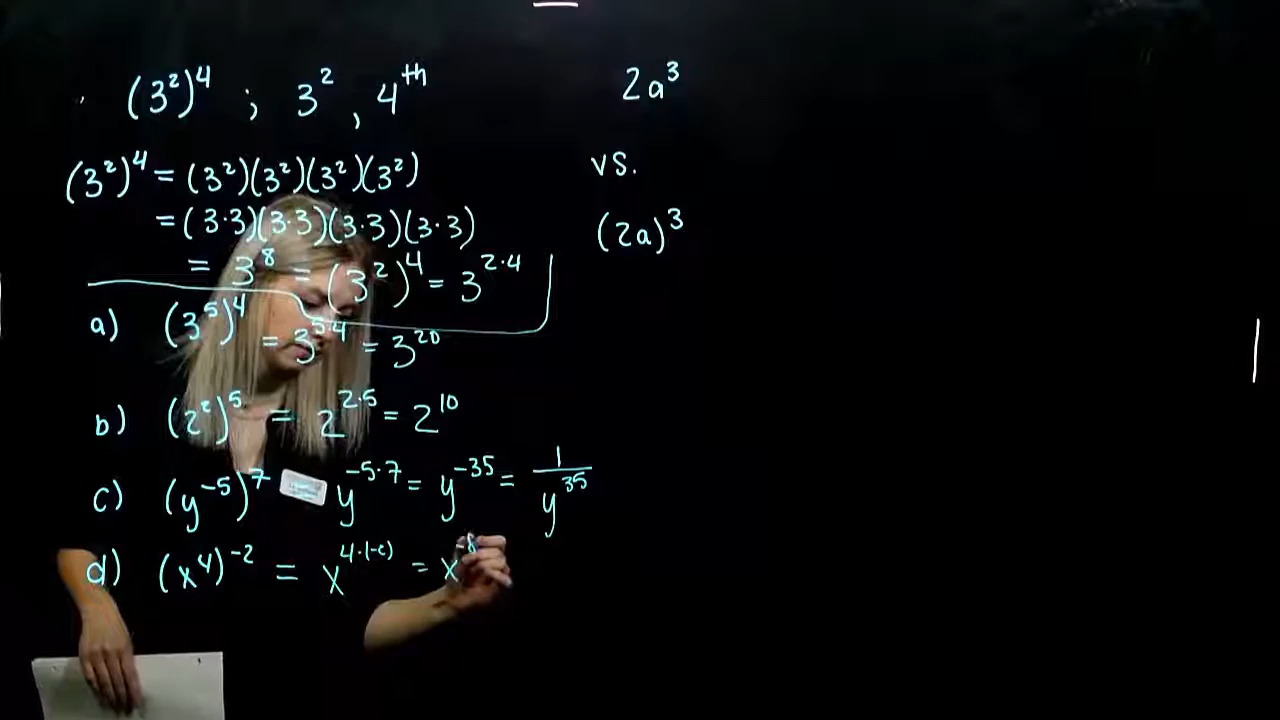 (3²)⁴ ; 3² , 4ᵗʰ
(3²)⁴ = (3²)(3²)(3²)(3²)
= (3·3)(3·3)(3·3)(3·3)
= 3⁸ = (3²)⁴ = 3²·⁴
a) (3⁵)⁴ = 3⁵·⁴ = 3²⁰
b) (2²)⁵ = 2²·⁵ = 2¹⁰
c) (y⁻⁵)⁷ y⁻⁵·⁷ = y⁻³⁵ = 1/y³⁵
d) (x⁴)⁻² = x⁴·⁽⁻²⁾ = x⁻⁸
2a³
vs.
(2a)³